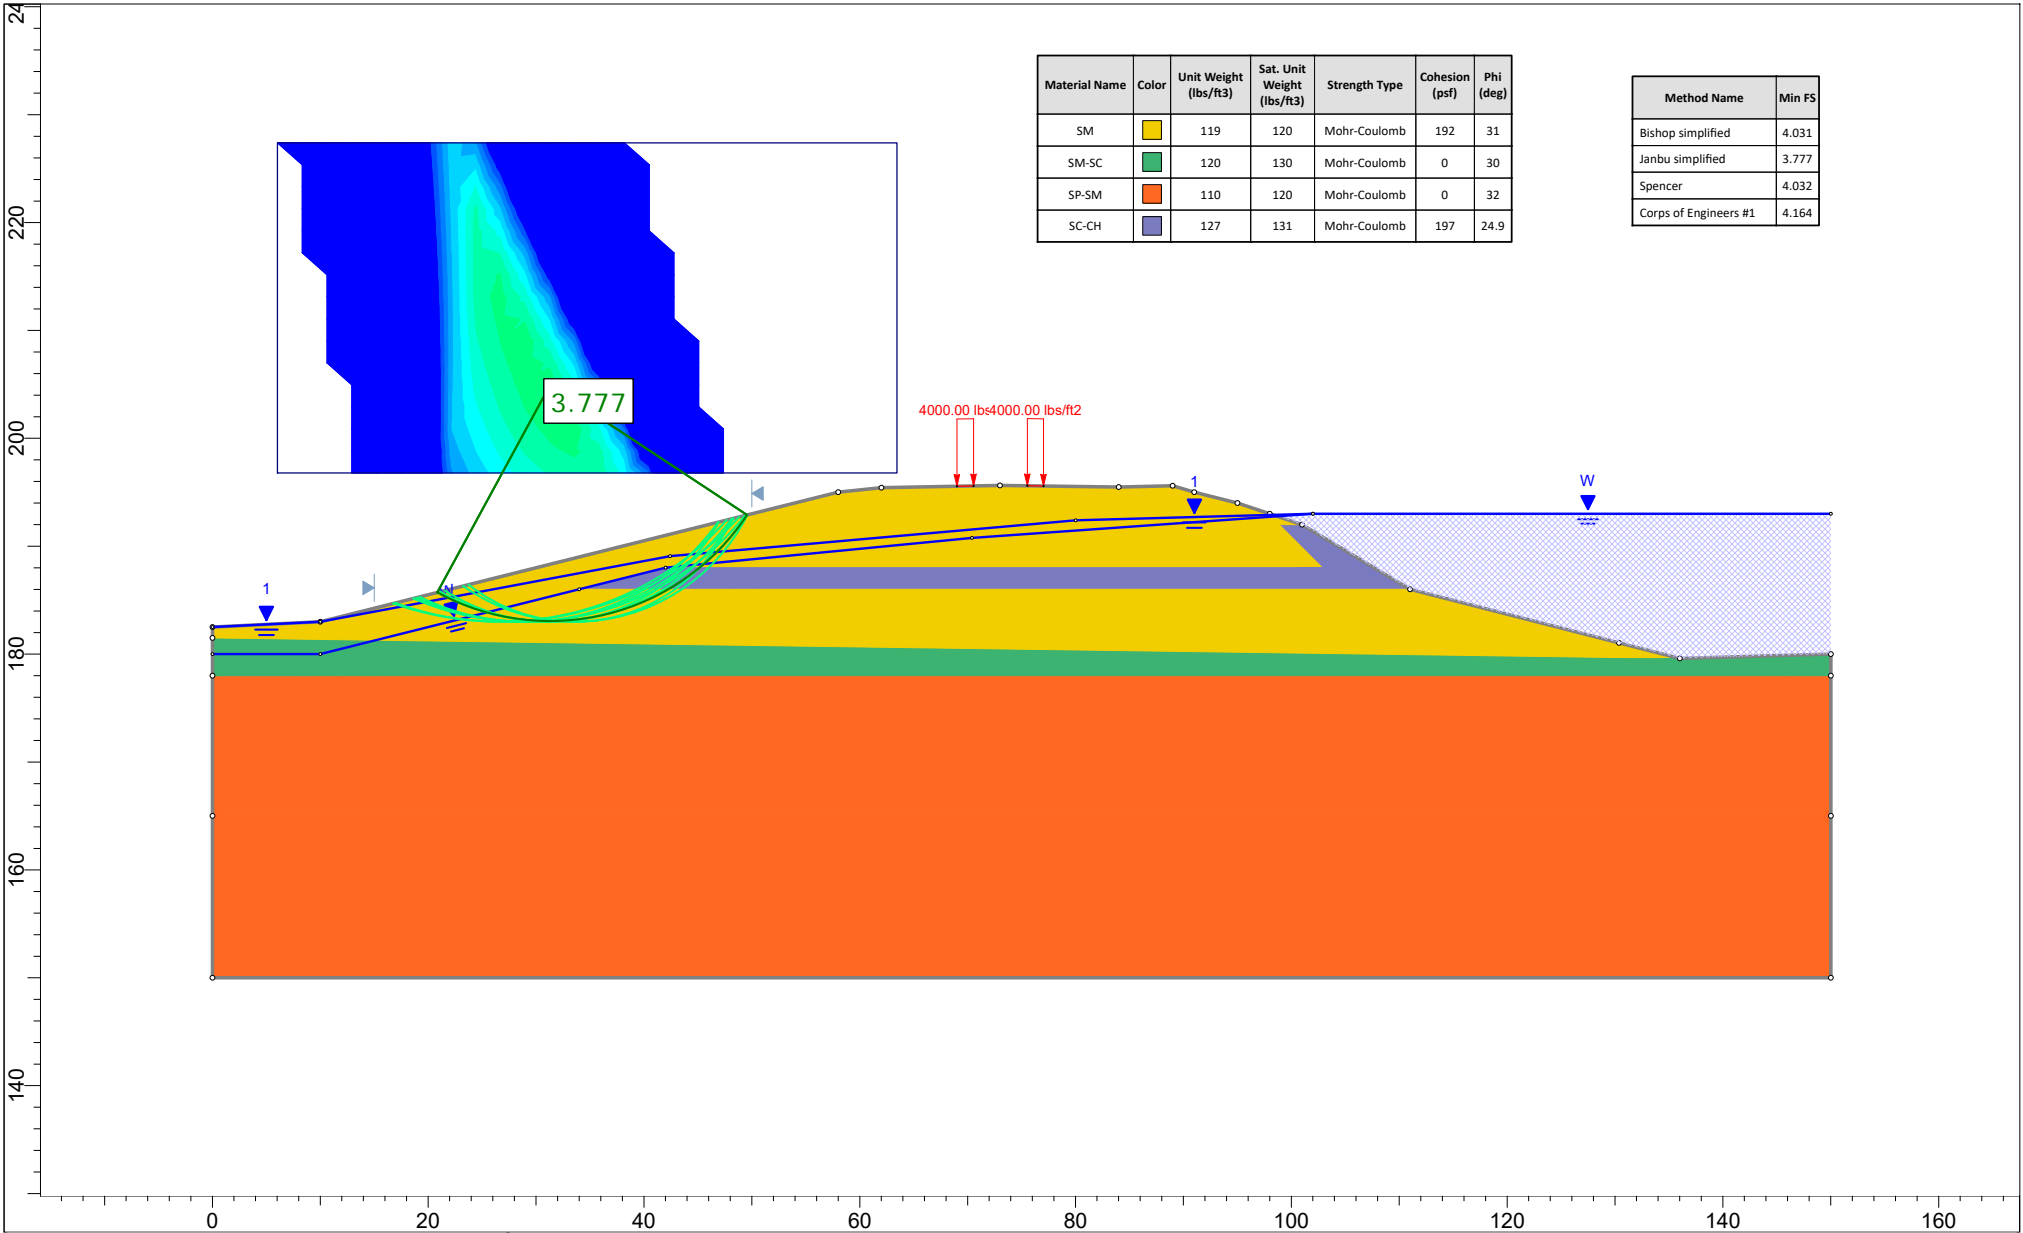 24
220
200
180
160
140
Material Name Color Unit Weight (lbs/ft3) Sat. Unit Weight (lbs/ft3) Strength Type Cohesion (psf) Phi (deg)
SM 119 120 Mohr-Coulomb 192 31
SM-SC 120 130 Mohr-Coulomb 0 30
SP-SM 110 120 Mohr-Coulomb 0 32
SC-CH 127 131 Mohr-Coulomb 197 24.9
Method Name Min FS
Bishop simplified 4.031
Janbu simplified 3.777
Spencer 4.032
Corps of Engineers #1 4.164
3.777
4000.00 lbs
4000.00 lbs/ft2
1
W
1
0 20 40 60 80 100 120 140 160